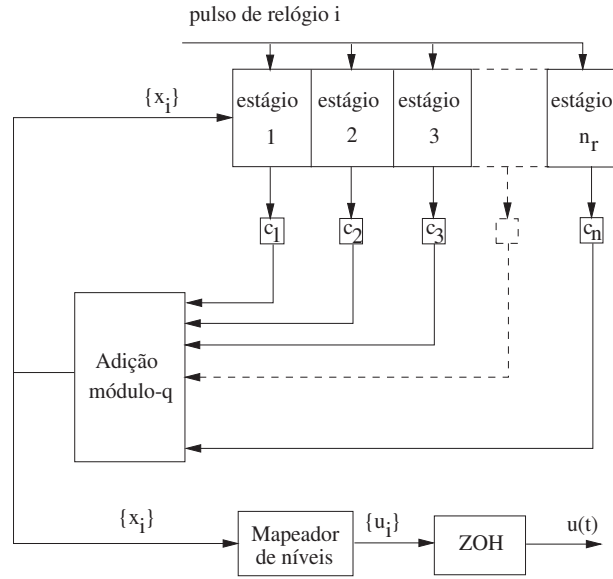 pulso de relógio i
{x_i}
estágio estágio estágio estágio
1 2 3 n_r
c_1 c_2 c_3 c_n
Adição
módulo-q
{x_i} {u_i} u(t)
Mapeador
de níveis
ZOH